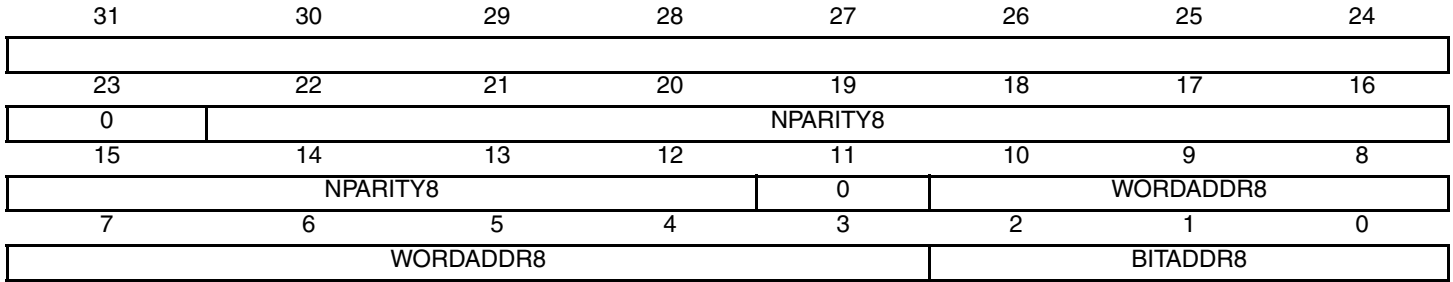 31 30 29 28 27 26 25 24
23 22 21 20 19 18 17 16
0 NPARITY8
15 14 13 12 11 10 9 8
NPARITY8 0 WORDADDR8
7 6 5 4 3 2 1 0
WORDADDR8 BITADDR8